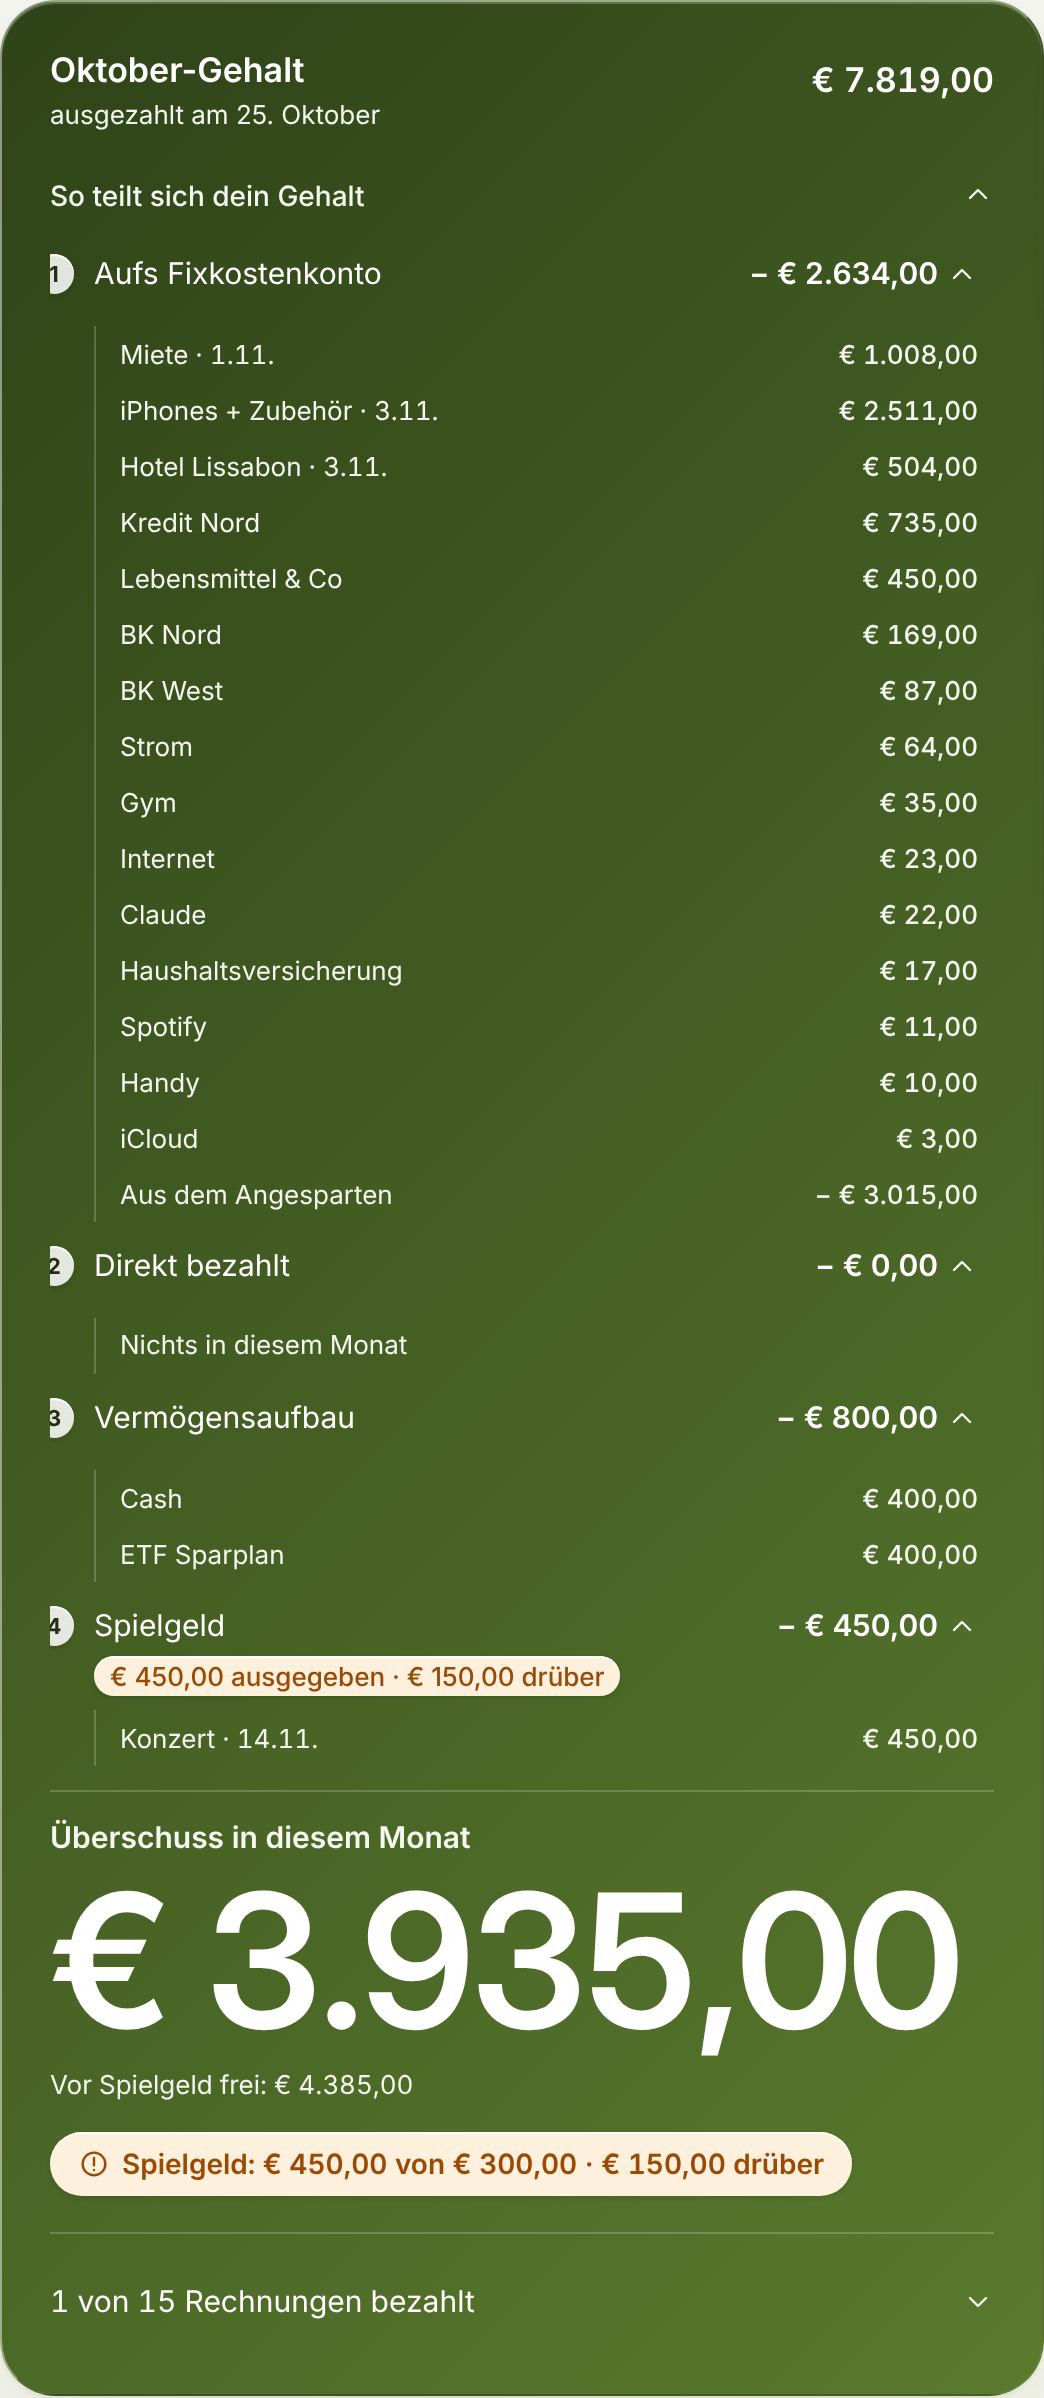 Oktober-Gehalt
€ 7.819,00
ausgezahlt am 25. Oktober
So teilt sich dein Gehalt
1 Aufs Fixkostenkonto – € 2.634,00
Miete · 1.11. € 1.008,00
iPhones + Zubehör · 3.11. € 2.511,00
Hotel Lissabon · 3.11. € 504,00
Kredit Nord € 735,00
Lebensmittel & Co € 450,00
BK Nord € 169,00
BK West € 87,00
Strom € 64,00
Gym € 35,00
Internet € 23,00
Claude € 22,00
Haushaltsversicherung € 17,00
Spotify € 11,00
Handy € 10,00
iCloud € 3,00
Aus dem Angesparten – € 3.015,00
2 Direkt bezahlt – € 0,00
Nichts in diesem Monat
3 Vermögensaufbau – € 800,00
Cash € 400,00
ETF Sparplan € 400,00
4 Spielgeld – € 450,00
€ 450,00 ausgegeben · € 150,00 drüber
Konzert · 14.11. € 450,00
Überschuss in diesem Monat
€ 3.935,00
Vor Spielgeld frei: € 4.385,00
Spielgeld: € 450,00 von € 300,00 · € 150,00 drüber
1 von 15 Rechnungen bezahlt